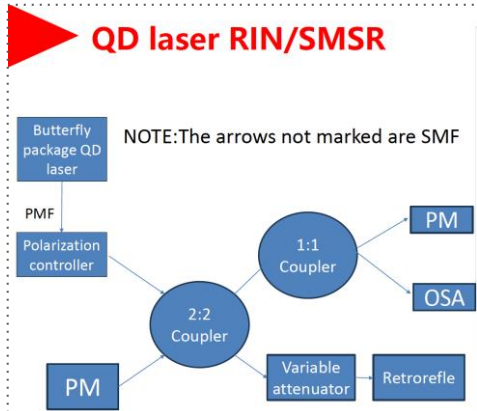 QD laser RIN/SMSR
Butterfly
package QD
laser
NOTE:The arrows not marked are SMF
PMF
Polarization
controller
1:1
Coupler
PM
OSA
2:2
Coupler
PM
Variable
attenuator
Retrorefle